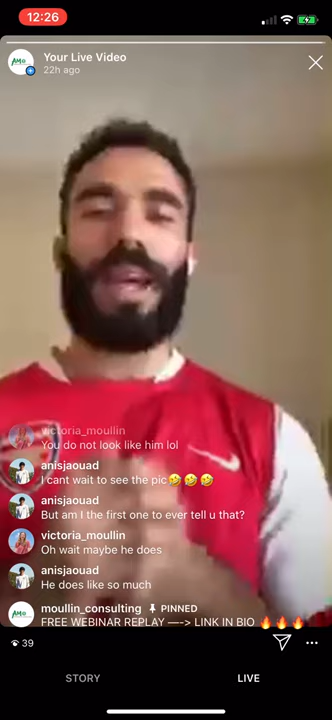 12:26
AMO
Your Live Video
22h ago
victoria_moullin
You do not look like him lol
anisjaouad
I cant wait to see the pic🤣🤣🤣
anisjaouad
But am I the first one to ever tell u that?
victoria_moullin
Oh wait maybe he does
anisjaouad
He does like so much
moullin_consulting PINNED
FREE WEBINAR REPLAY —-> LINK IN BIO 🔥🔥🔥
39
STORY
LIVE